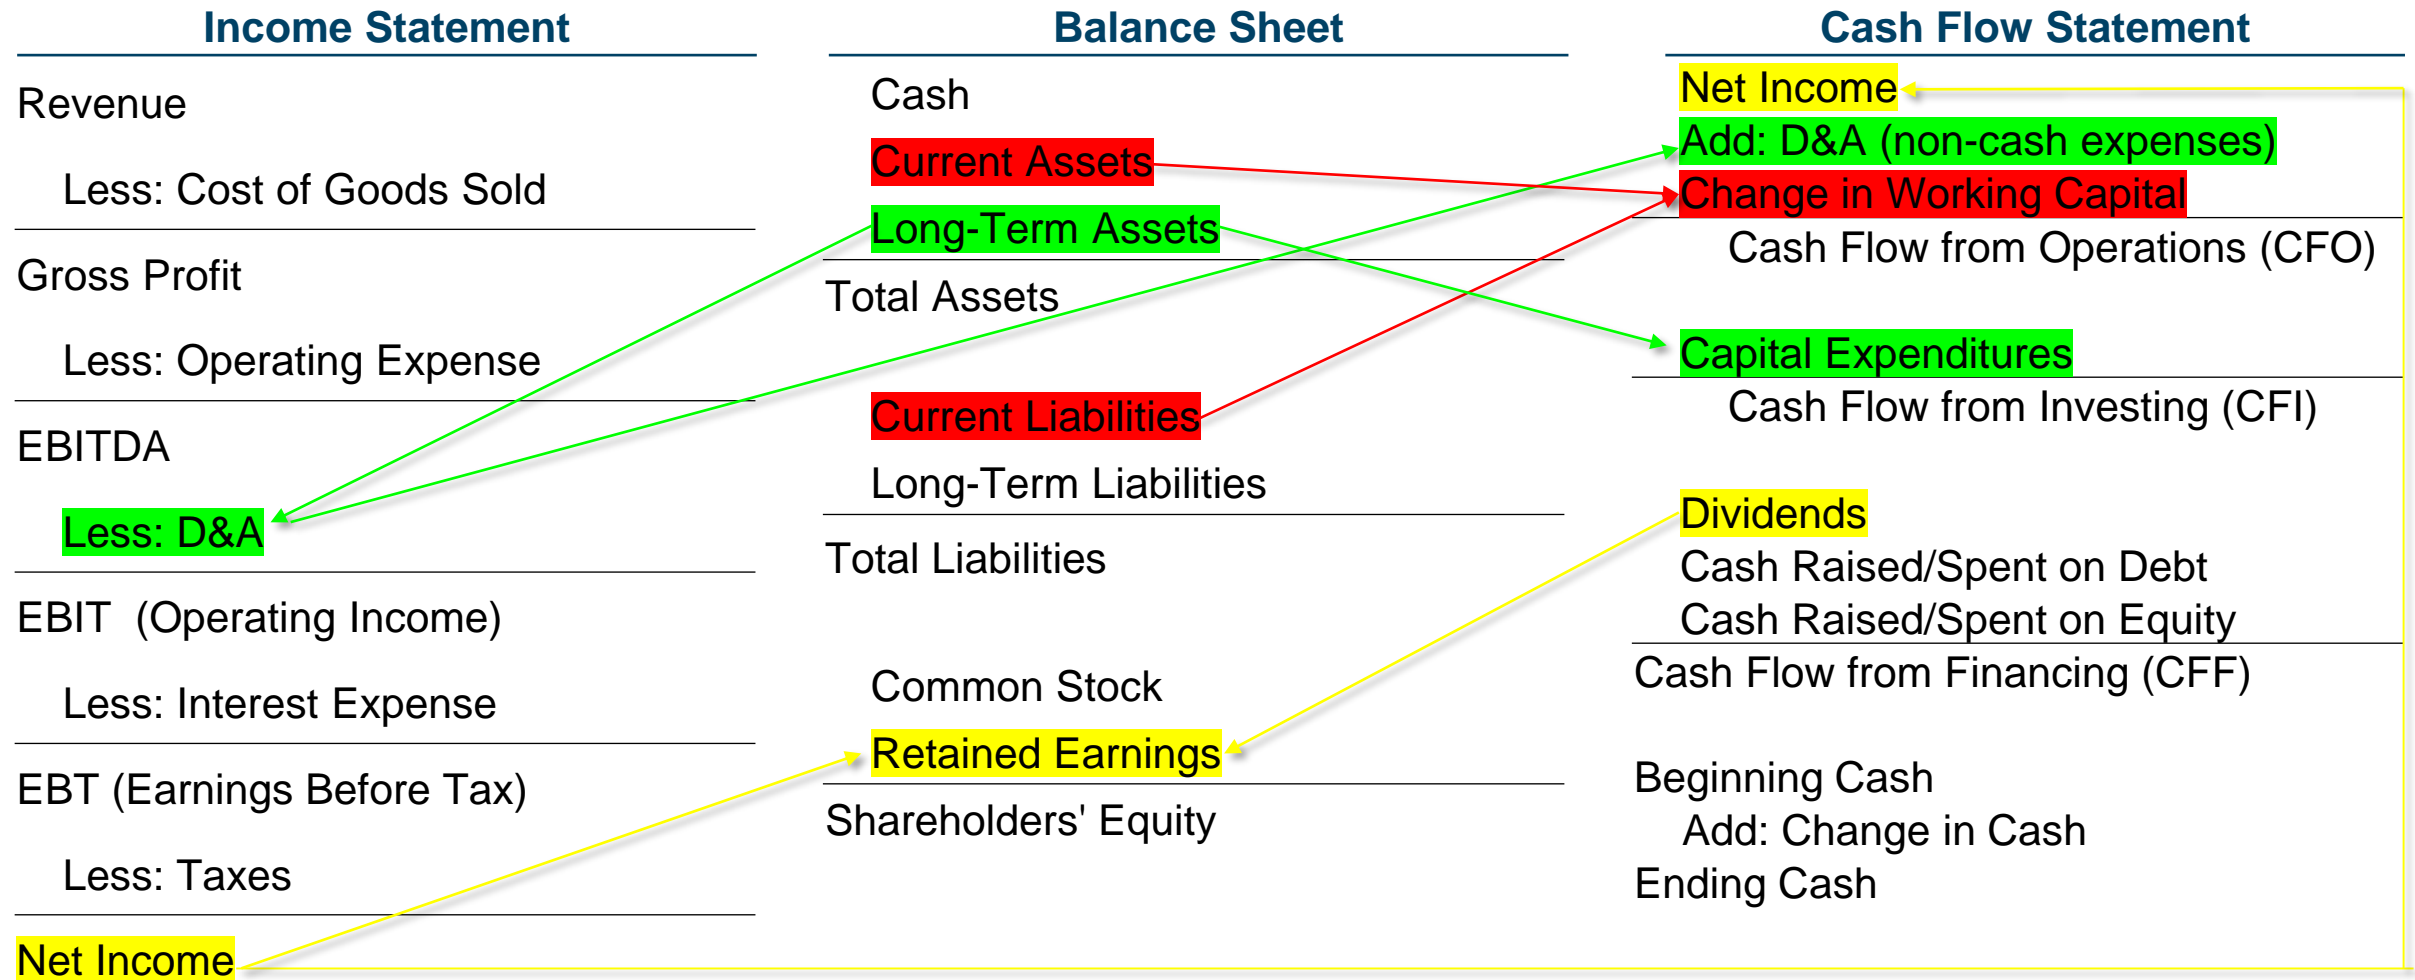 Income Statement
Revenue
Less: Cost of Goods Sold
Gross Profit
Less: Operating Expense
EBITDA
Less: D&A
EBIT  (Operating Income)
Less: Interest Expense
EBT (Earnings Before Tax)
Less: Taxes
Net Income
Balance Sheet
Cash
Current Assets
Long-Term Assets
Total Assets
Current Liabilities
Long-Term Liabilities
Total Liabilities
Common Stock
Retained Earnings
Shareholders' Equity
Cash Flow Statement
Net Income
Add: D&A (non-cash expenses)
Change in Working Capital
Cash Flow from Operations (CFO)
Capital Expenditures
Cash Flow from Investing (CFI)
Dividends
Cash Raised/Spent on Debt
Cash Raised/Spent on Equity
Cash Flow from Financing (CFF)
Beginning Cash
Add: Change in Cash
Ending Cash